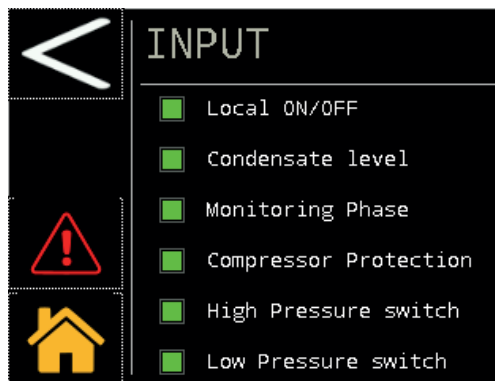 INPUT
Local ON/OFF
Condensate level
Monitoring Phase
Compressor Protection
High Pressure switch
Low Pressure switch